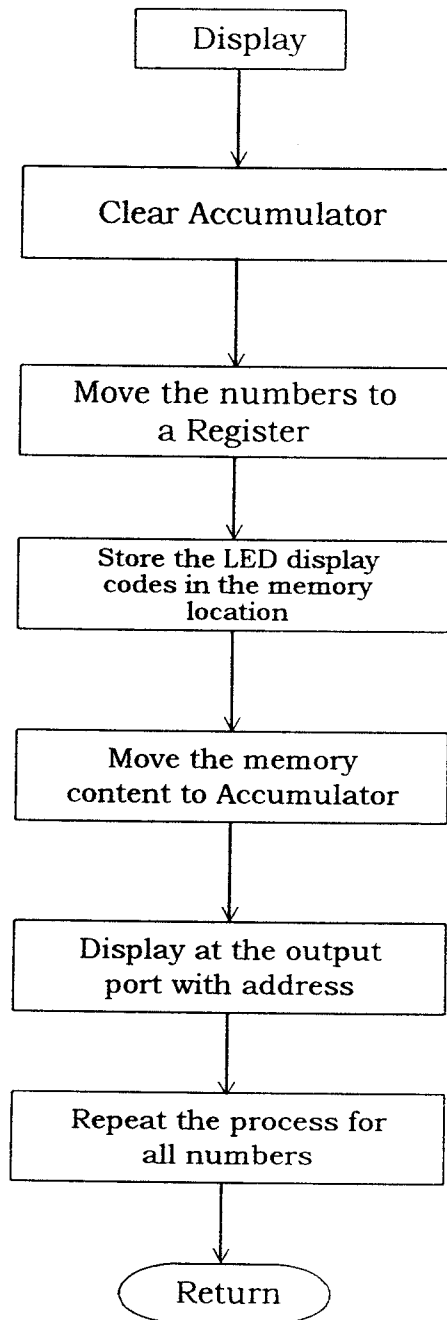 Display
Clear Accumulator
Move the numbers to
a Register
Store the LED display
codes in the memory
location
Move the memory
content to Accumulator
Display at the output
port with address
Repeat the process for
all numbers
Return